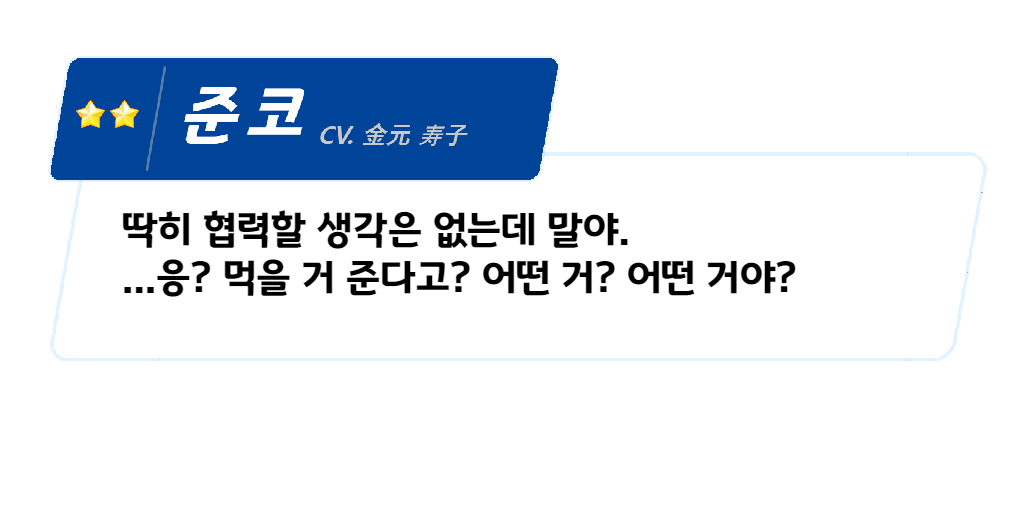 준코 CV. 金元 寿子
딱히 협력할 생각은 없는데 말야.
...응? 먹을 거 준다고? 어떤 거? 어떤 거야?